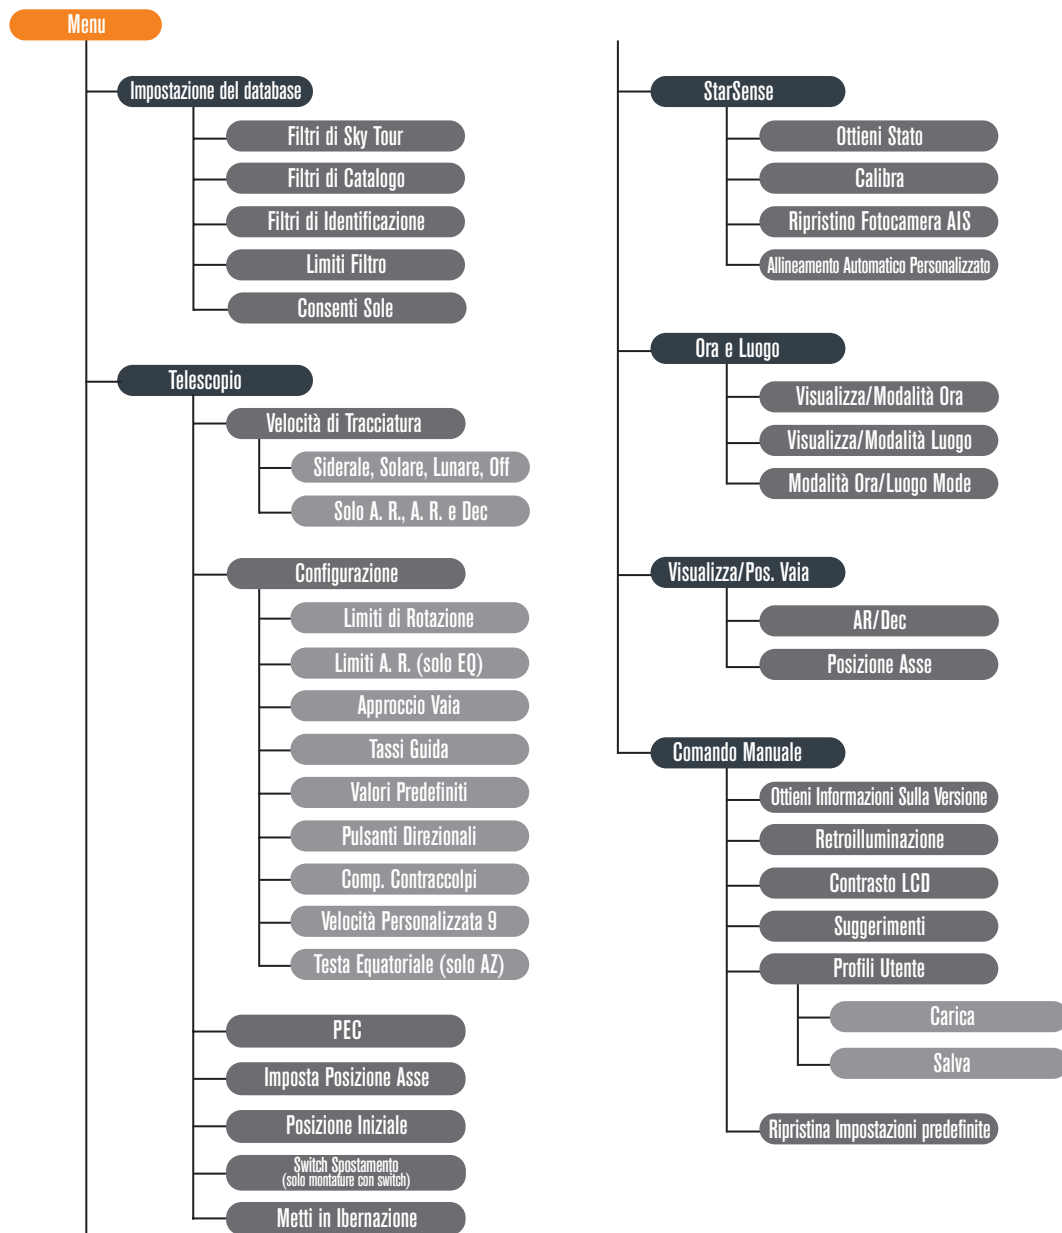 Menu
Impostazione del database
Filtri di Sky Tour
Filtri di Catalogo
Filtri di Identificazione
Limiti Filtro
Consenti Sole
Telescopio
Velocità di Tracciatura
Siderale, Solare, Lunare, Off
Solo A. R., A. R. e Dec
Configurazione
Limiti di Rotazione
Limiti A. R. (solo EQ)
Approccio Vaia
Tassi Guida
Valori Predefiniti
Pulsanti Direzionali
Comp. Contraccolpi
Velocità Personalizzata 9
Testa Equatoriale (solo AZ)
PEC
Imposta Posizione Asse
Posizione Iniziale
Switch Spostamento
(solo montature con switch)
Metti in Ibernazione
StarSense
Ottieni Stato
Calibra
Ripristino Fotocamera AIS
Allineamento Automatico Personalizzato
Ora e Luogo
Visualizza/Modalità Ora
Visualizza/Modalità Luogo
Modalità Ora/Luogo Mode
Visualizza/Pos. Vaia
AR/Dec
Posizione Asse
Comando Manuale
Ottieni Informazioni Sulla Versione
Retroilluminazione
Contrasto LCD
Suggerimenti
Profili Utente
Carica
Salva
Ripristina Impostazioni predefinite